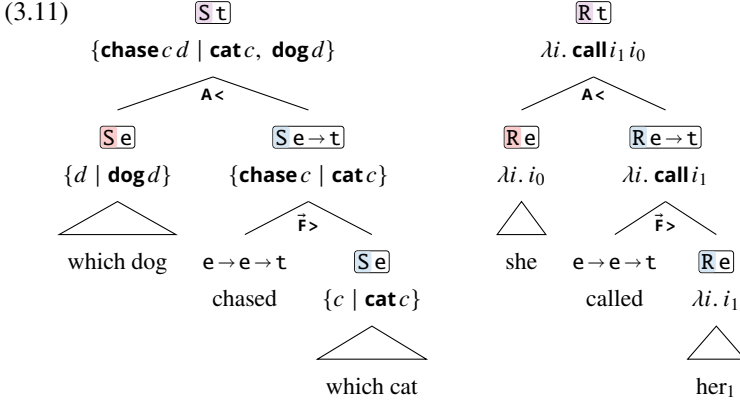 (3.11) S t R t
{chase c d | cat c, dog d} λi. call i₁ i₀
A < A <
S e S e → t R e R e → t
{d | dog d} {chase c | cat c} λi. i₀ λi. call i₁
F⃗ > F⃗ >
which dog e → e → t S e she e → e → t R e
chased {c | cat c} called λi. i₁
which cat her₁